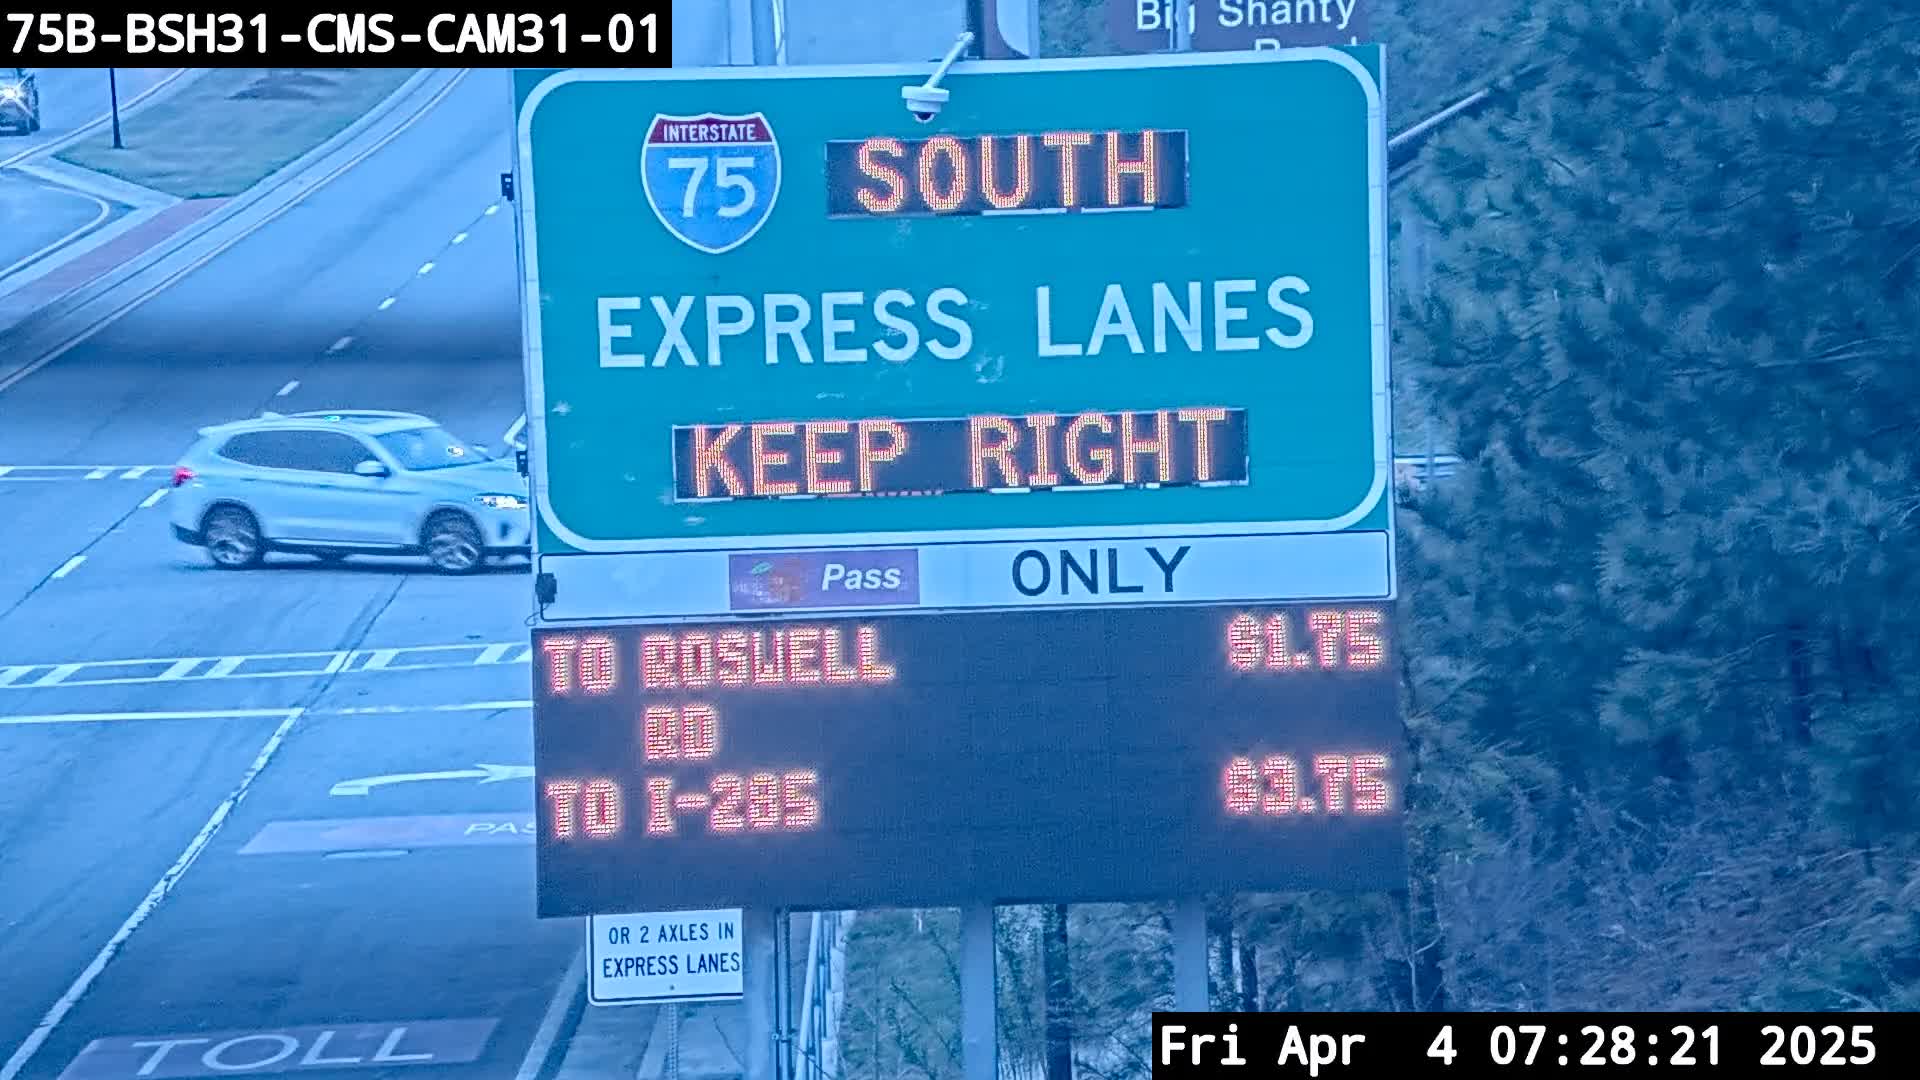 75B-BSH31-CMS-CAM31-01
Big Shanty
INTERSTATE
75
SOUTH
EXPRESS LANES
KEEP RIGHT
Pass
ONLY
TO ROSWELL $1.75
RD
TO I-285 $3.75
PAS
OR 2 AXLES IN
EXPRESS LANES
TOLL
Fri Apr 4 07:28:21 2025